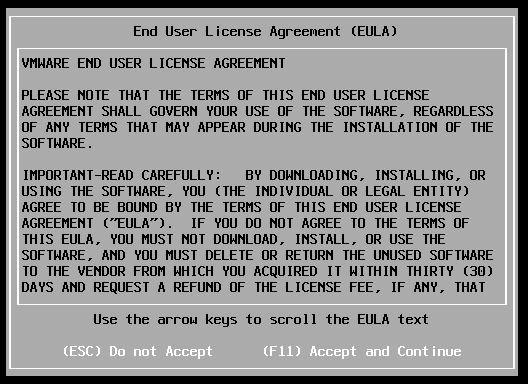 End User License Agreement (EULA)
VMWARE END USER LICENSE AGREEMENT
PLEASE NOTE THAT THE TERMS OF THIS END USER LICENSE
AGREEMENT SHALL GOVERN YOUR USE OF THE SOFTWARE, REGARDLESS
OF ANY TERMS THAT MAY APPEAR DURING THE INSTALLATION OF THE
SOFTWARE.
IMPORTANT-READ CAREFULLY:   BY DOWNLOADING, INSTALLING, OR
USING THE SOFTWARE, YOU (THE INDIVIDUAL OR LEGAL ENTITY)
AGREE TO BE BOUND BY THE TERMS OF THIS END USER LICENSE
AGREEMENT ("EULA").  IF YOU DO NOT AGREE TO THE TERMS OF
THIS EULA, YOU MUST NOT DOWNLOAD, INSTALL, OR USE THE
SOFTWARE, AND YOU MUST DELETE OR RETURN THE UNUSED SOFTWARE
TO THE VENDOR FROM WHICH YOU ACQUIRED IT WITHIN THIRTY (30)
DAYS AND REQUEST A REFUND OF THE LICENSE FEE, IF ANY, THAT
Use the arrow keys to scroll the EULA text
(ESC) Do not Accept      (F11) Accept and Continue